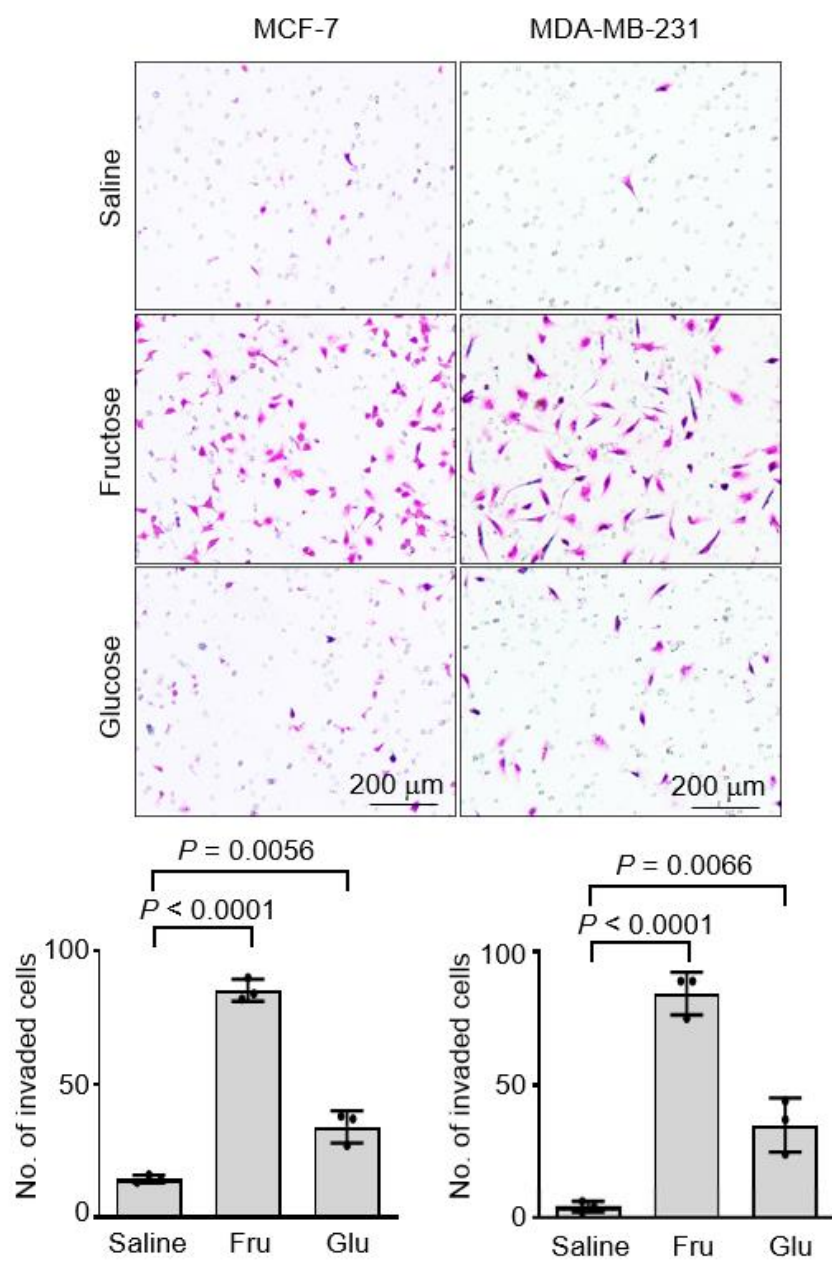 MCF-7 MDA-MB-231
Saline
Fructose
Glucose
200 μm 200 μm
P = 0.0056
P < 0.0001
No. of invaded cells
100
50
0
Saline Fru Glu
P = 0.0066
P < 0.0001
No. of invaded cells
100
50
0
Saline Fru Glu